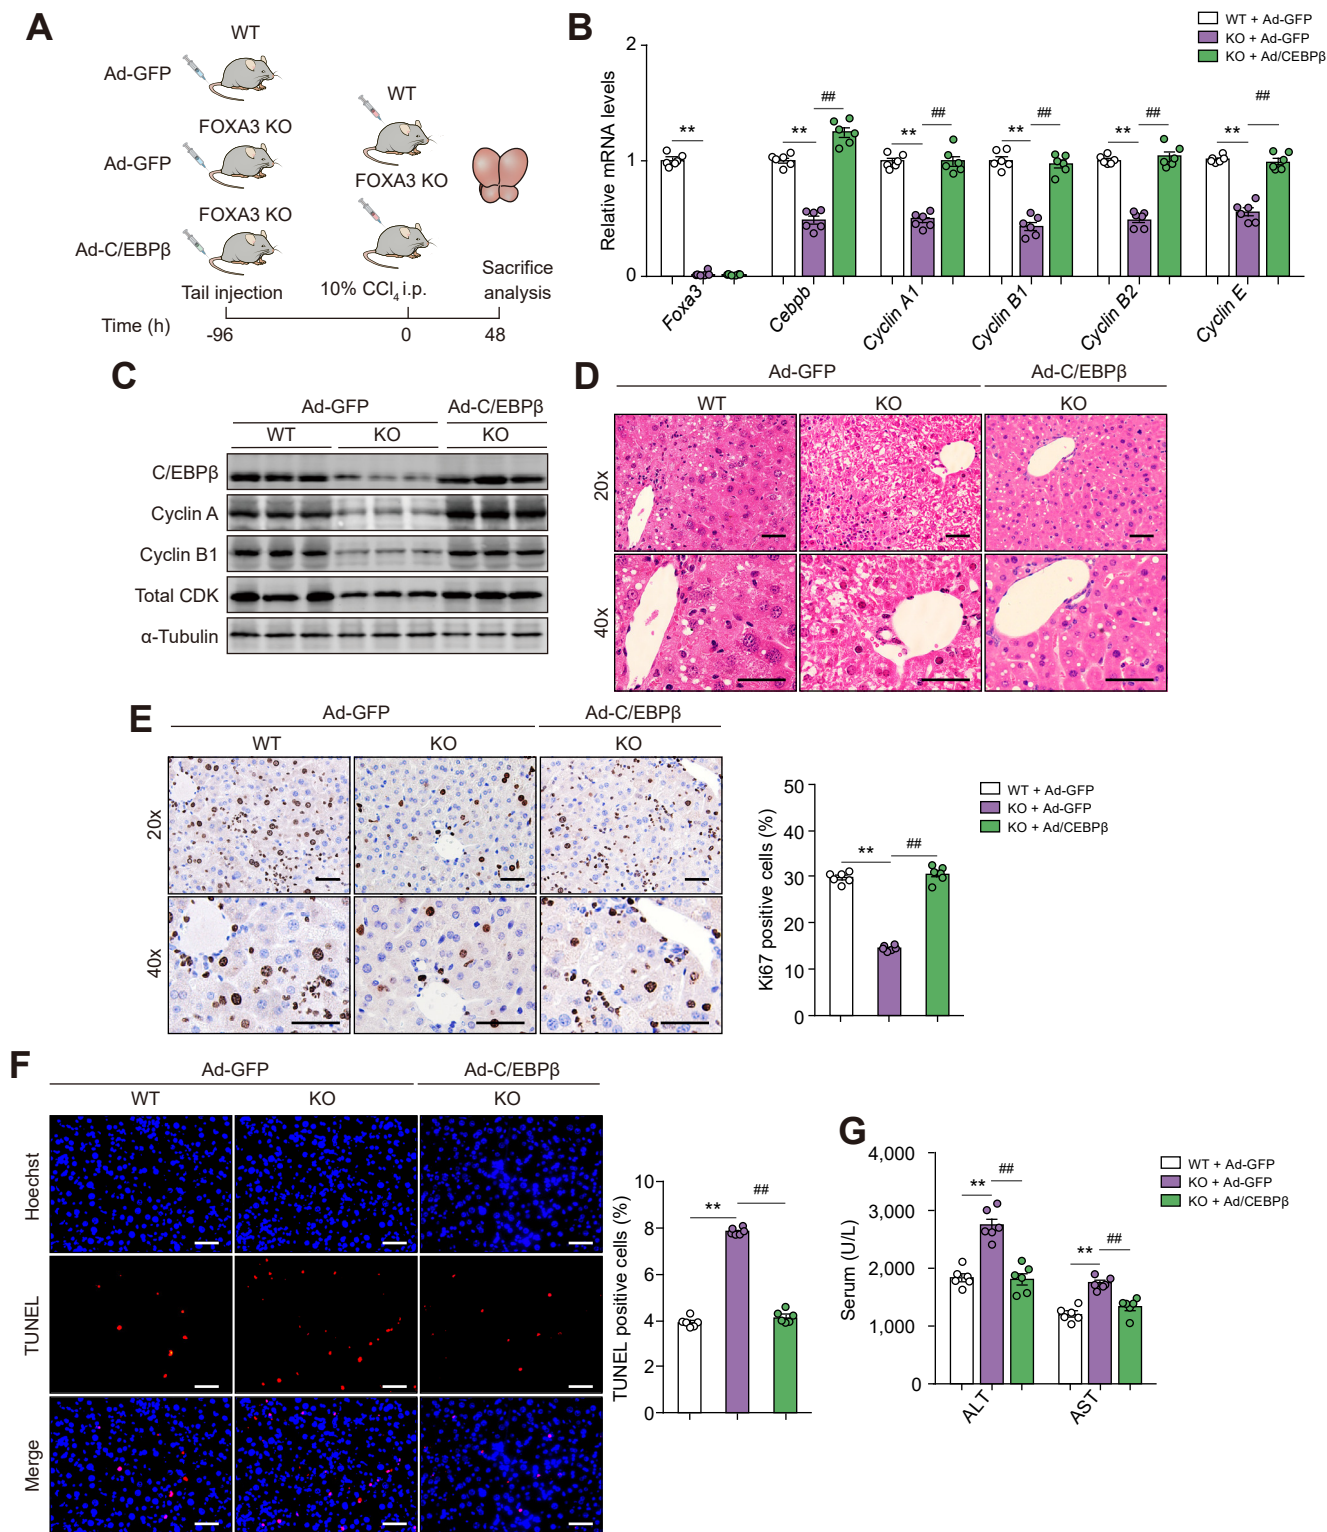 A
WT
Ad-GFP
FOXA3 KO
Ad-GFP
FOXA3 KO
Ad-C/EBPβ
Tail injection
WT
FOXA3 KO
10% CCl₄ i.p.
Sacrifice
analysis
Time (h)
-96
0
48
B
WT + Ad-GFP
KO + Ad-GFP
KO + Ad/CEBPβ
Relative mRNA levels
2
1
0
**
** ##
** ##
** ##
** ##
** ##
Foxa3
Cebpb
Cyclin A1
Cyclin B1
Cyclin B2
Cyclin E
C
Ad-GFP
Ad-C/EBPβ
WT
KO
KO
C/EBPβ
Cyclin A
Cyclin B1
Total CDK
α-Tubulin
D
Ad-GFP
Ad-C/EBPβ
WT
KO
KO
20x
40x
E
Ad-GFP
Ad-C/EBPβ
WT
KO
KO
20x
40x
Ki67 positive cells (%)
50
40
30
20
10
0
** ##
WT + Ad-GFP
KO + Ad-GFP
KO + Ad/CEBPβ
F
Ad-GFP
Ad-C/EBPβ
WT
KO
KO
Hoechst
TUNEL
Merge
TUNEL positive cells (%)
10
8
6
4
2
0
** ##
G
Serum (U/L)
4,000
3,000
2,000
1,000
0
** ##
** ##
ALT
AST
WT + Ad-GFP
KO + Ad-GFP
KO + Ad/CEBPβ